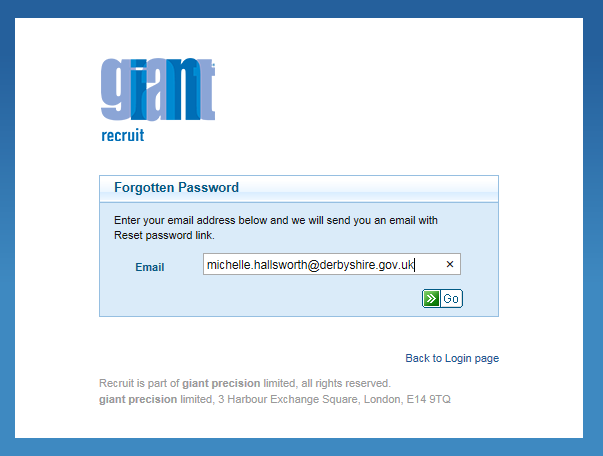 giant
recruit
Forgotten Password
Enter your email address below and we will send you an email with
Reset password link.
Email
michelle.hallsworth@derbyshire.gov.uk ×
Go
Back to Login page
Recruit is part of giant precision limited, all rights reserved.
giant precision limited, 3 Harbour Exchange Square, London, E14 9TQ